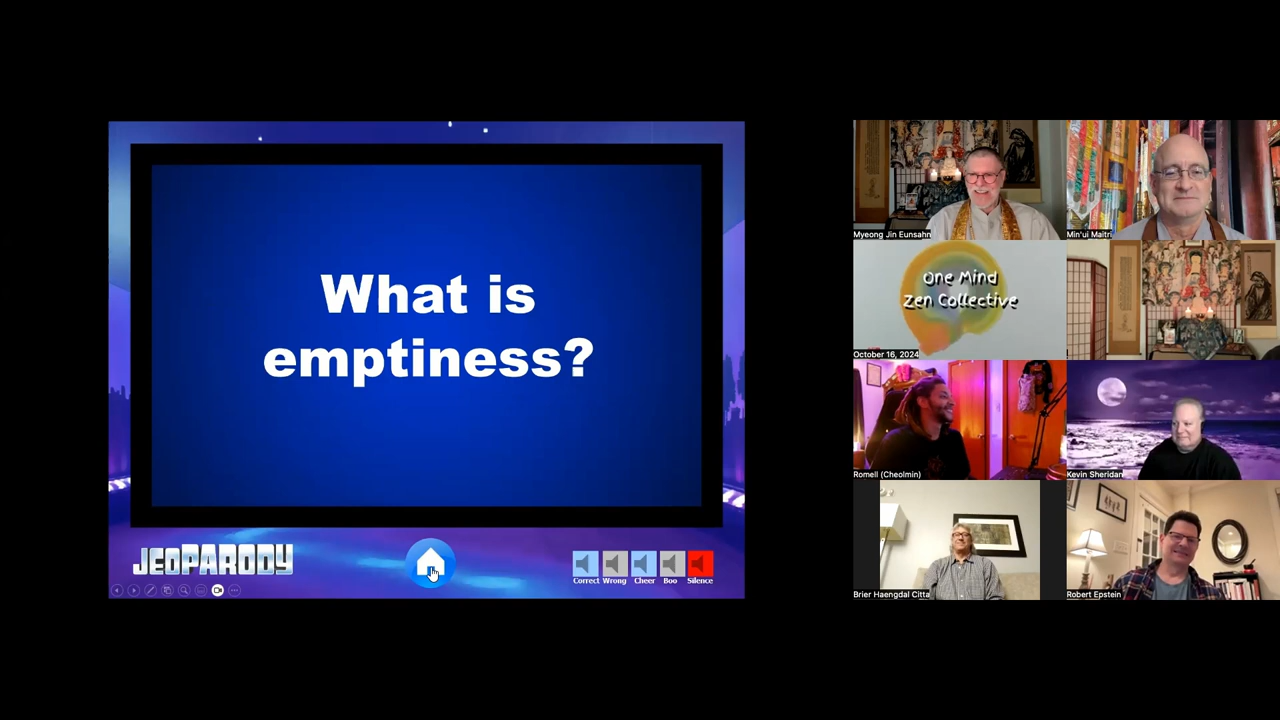 What is
emptiness?
JEOPARODY
Correct Wrong Cheer Boo Silence
Myeong Jin Eunsahn
Min'ui Maitri
One Mind
Zen Collective
October 16, 2024
Romell (Cheolmin)
Kevin Sheridan
Brier Haengdal Citta
Robert Epstein